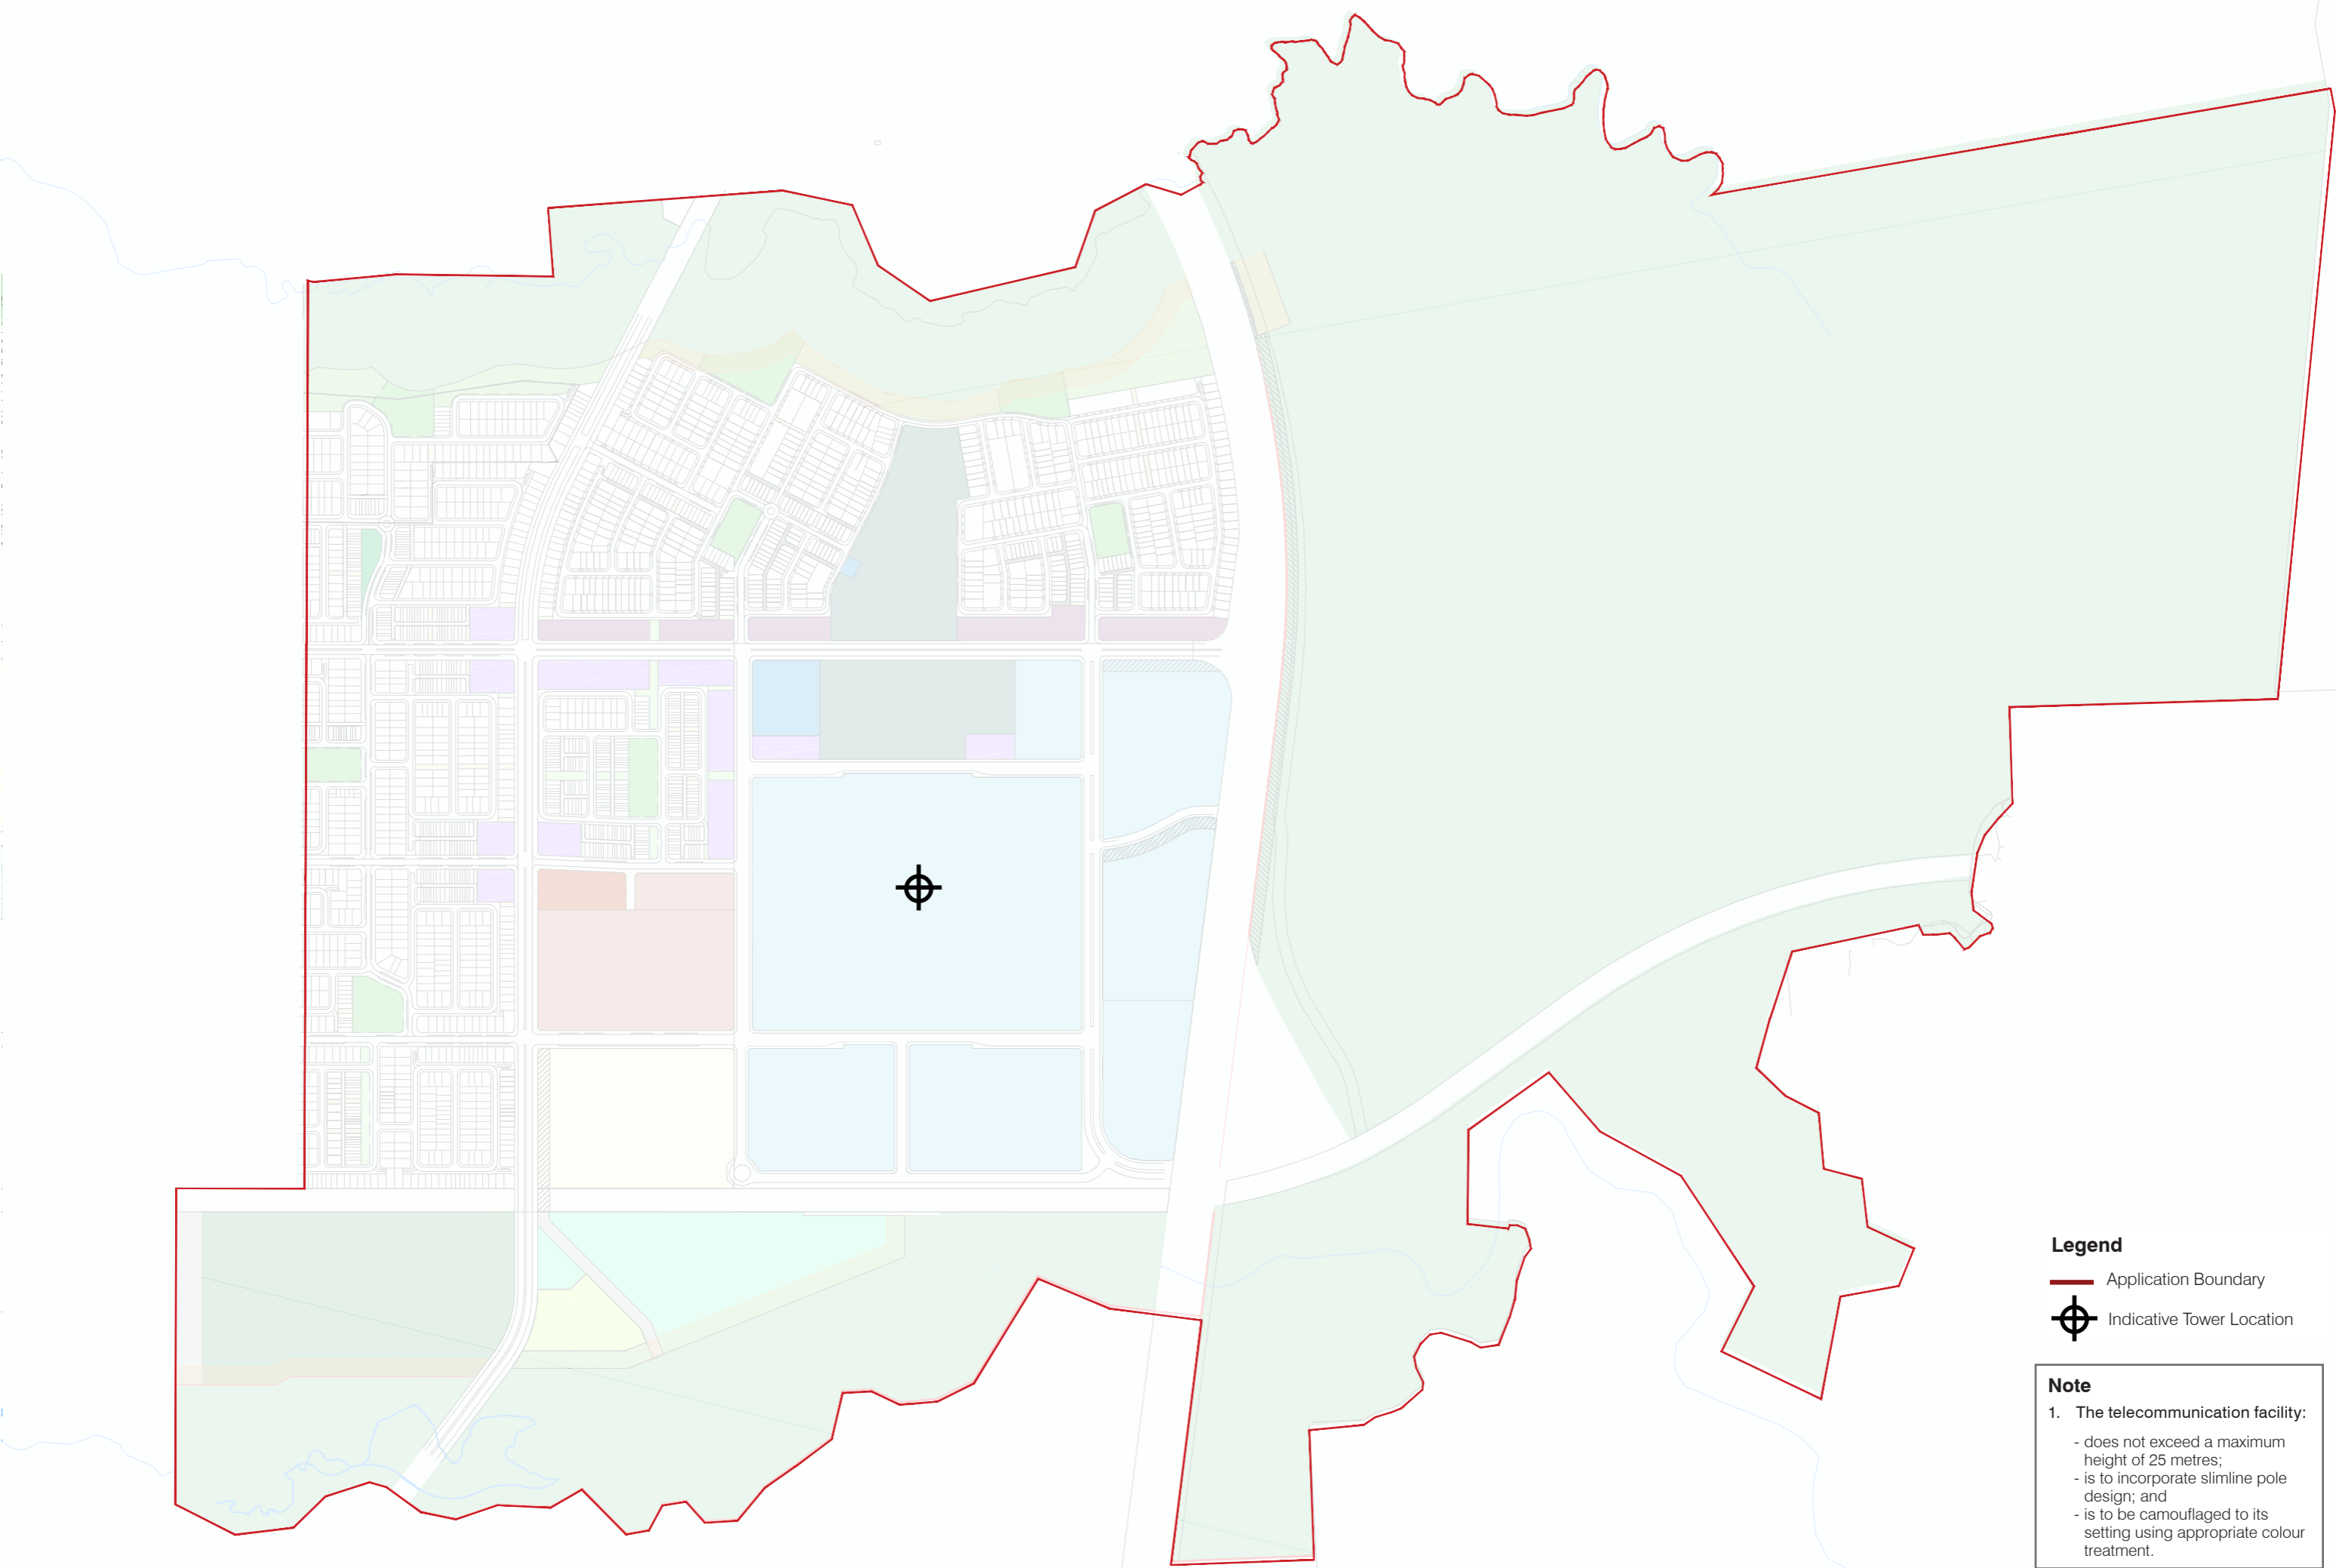 Legend
Application Boundary
Indicative Tower Location
Note
1. The telecommunication facility:
- does not exceed a maximum
height of 25 metres;
- is to incorporate slimline pole
design; and
- is to be camouflaged to its
setting using appropriate colour
treatment.